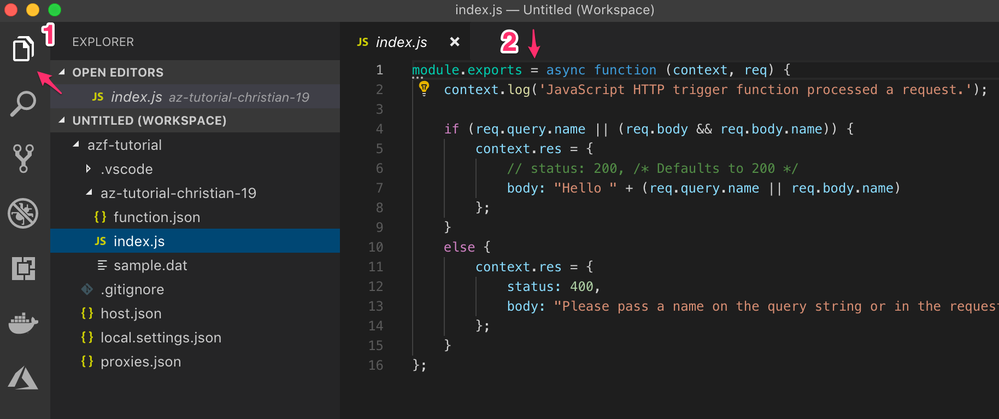 index.js — Untitled (Workspace)
1
EXPLORER
OPEN EDITORS
JS index.js az-tutorial-christian-19
UNTITLED (WORKSPACE)
azf-tutorial
.vscode
az-tutorial-christian-19
{} function.json
JS index.js
sample.dat
.gitignore
{} host.json
{} local.settings.json
{} proxies.json
JS index.js ×
2
1 module.exports = async function (context, req) {
2 context.log('JavaScript HTTP trigger function processed a request.');
3
4 if (req.query.name || (req.body && req.body.name)) {
5 context.res = {
6 // status: 200, /* Defaults to 200 */
7 body: "Hello " + (req.query.name || req.body.name)
8 };
9 }
10 else {
11 context.res = {
12 status: 400,
13 body: "Please pass a name on the query string or in the request
14 };
15 }
16 };